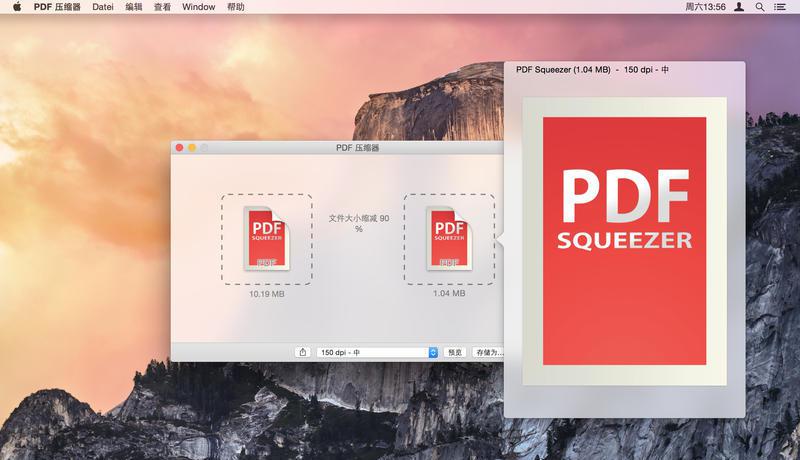 PDF 压缩器 Datei 编辑 查看 Window 帮助 周六13:56
PDF Squeezer (1.04 MB) - 150 dpi - 中
PDF 压缩器
PDF
SQUEEZER
PDF
文件大小缩减 90
%
PDF
SQUEEZER
PDF
10.19 MB
1.04 MB
150 dpi - 中
预览
存储为...
PDF
SQUEEZER